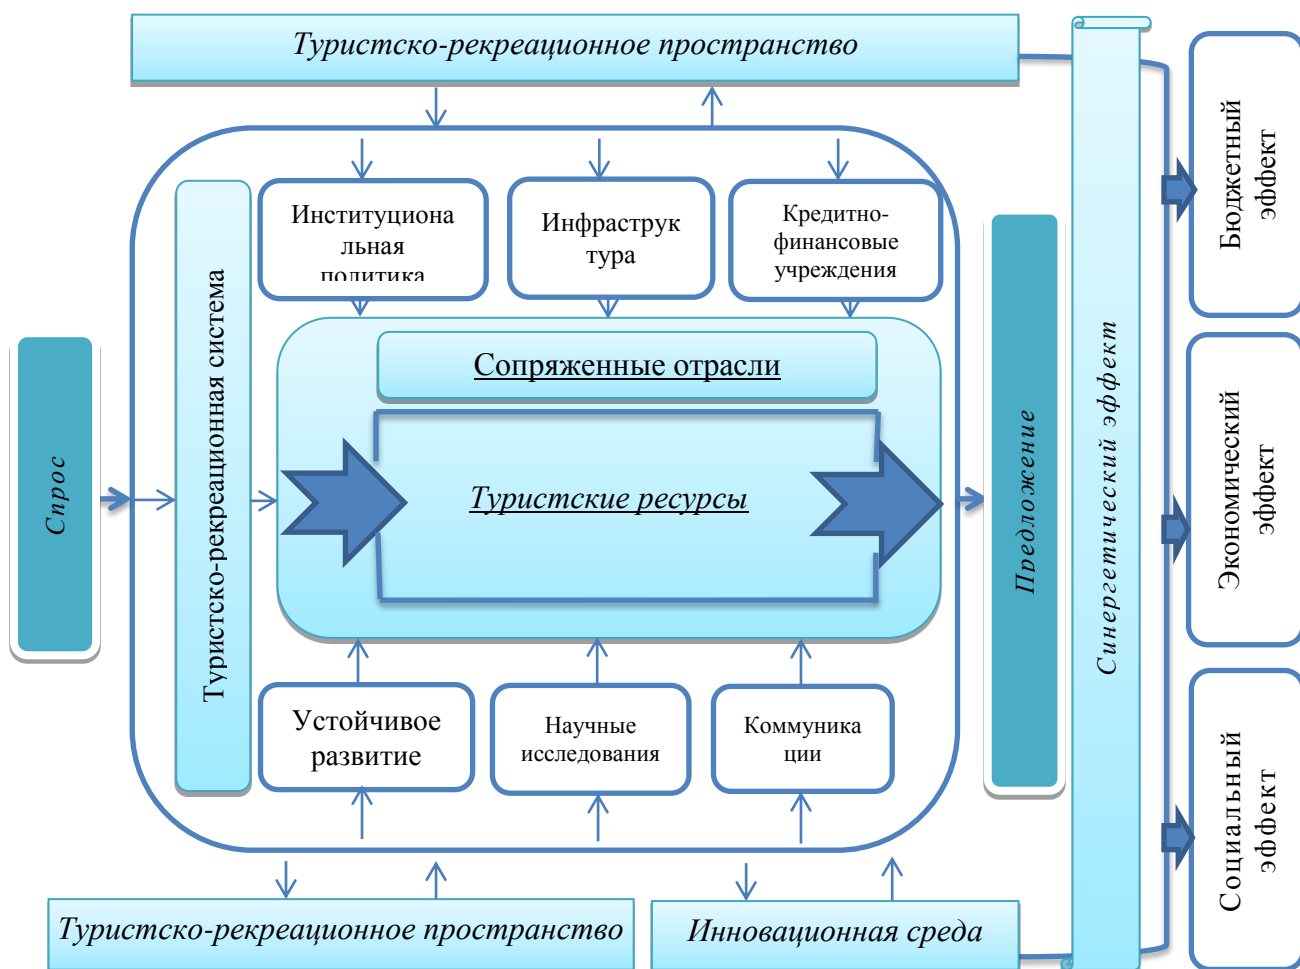 Туристско-рекреационное пространство
Институциона
льная
политика
Инфраструк
тура
Кредитно-
финансовые
учреждения
Спрос
Туристско-рекреационная система
Сопряженные отрасли
Туристские ресурсы
Предложение
Синергетический эффект
Бюджетный
эффект
Экономический
эффект
Социальный
эффект
Устойчивое
развитие
Научные
исследования
Коммуника
ции
Туристско-рекреационное пространство
Инновационная среда